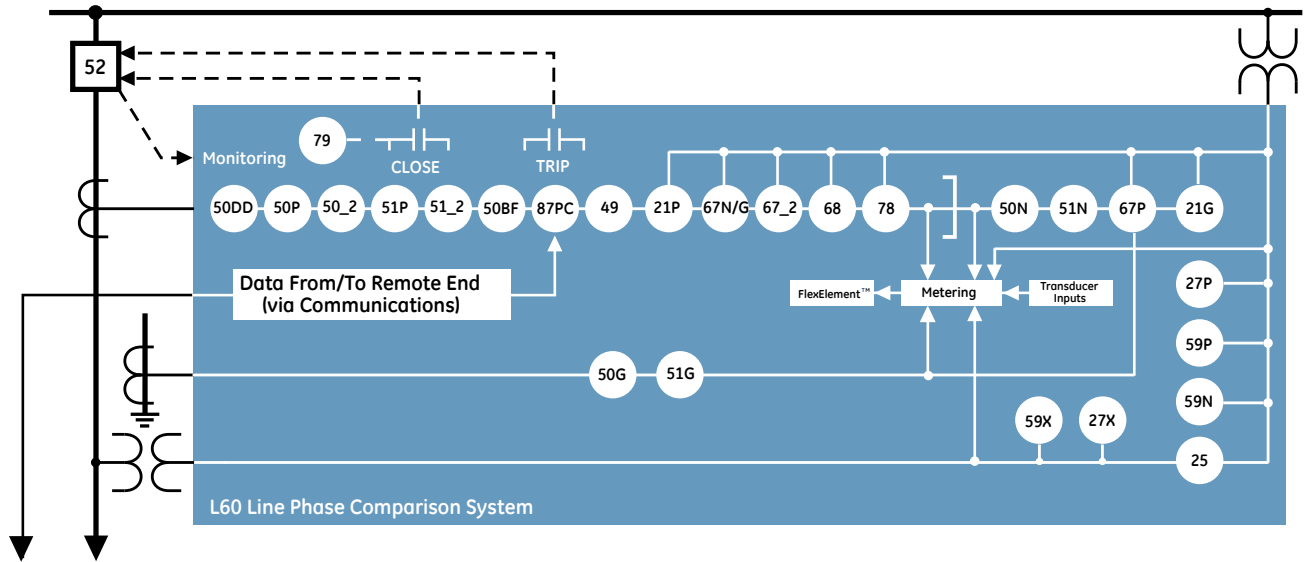 52
79
Monitoring
CLOSE
TRIP
50DD
50P
50_2
51P
51_2
50BF
87PC
49
21P
67N/G
67_2
68
78
50N
51N
67P
21G
Data From/To Remote End
(via Communications)
FlexElement™
Metering
Transducer
Inputs
27P
59P
50G
51G
59N
59X
27X
25
L60 Line Phase Comparison System